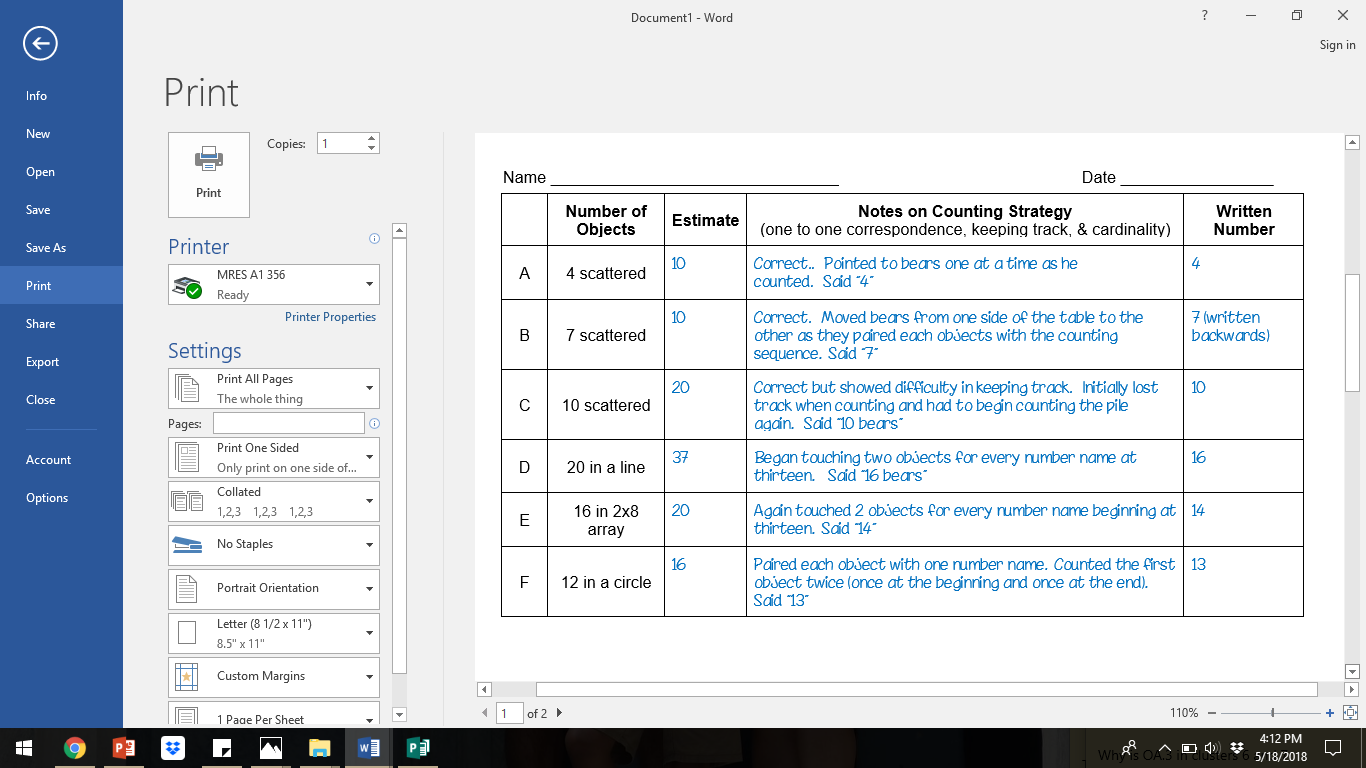 Document1 - Word
?
Sign in
Info
New
Open
Save
Save As
Print
Share
Export
Close
Account
Options
Print
Print
Copies:
1
Printer
MRES A1 356
Ready
Printer Properties
Settings
Print All Pages
The whole thing
Pages:
Print One Sided
Only print on one side of...
Collated
1,2,3 1,2,3 1,2,3
No Staples
Portrait Orientation
Letter (8 1/2 x 11")
8.5" x 11"
Custom Margins
1 Page Per Sheet
Name ______________________________
Date ________________
Number of
Objects
Estimate
Notes on Counting Strategy
(one to one correspondence, keeping track, & cardinality)
Written
Number
A
4 scattered
10
Correct.. Pointed to bears one at a time as he
counted. Said "4"
4
B
7 scattered
10
Correct. Moved bears from one side of the table to the
other as they paired each objects with the counting
sequence. Said "7"
7 (written
backwards)
C
10 scattered
20
Correct but showed difficulty in keeping track. Initially lost
track when counting and had to begin counting the pile
again. Said "10 bears"
10
D
20 in a line
37
Began touching two objects for every number name at
thirteen. Said "16 bears"
16
E
16 in 2x8
array
20
Again touched 2 objects for every number name beginning at
thirteen. Said "14"
14
F
12 in a circle
16
Paired each object with one number name. Counted the first
object twice (once at the beginning and once at the end).
Said "13"
13
1 of 2
110%
4:12 PM
5/18/2018